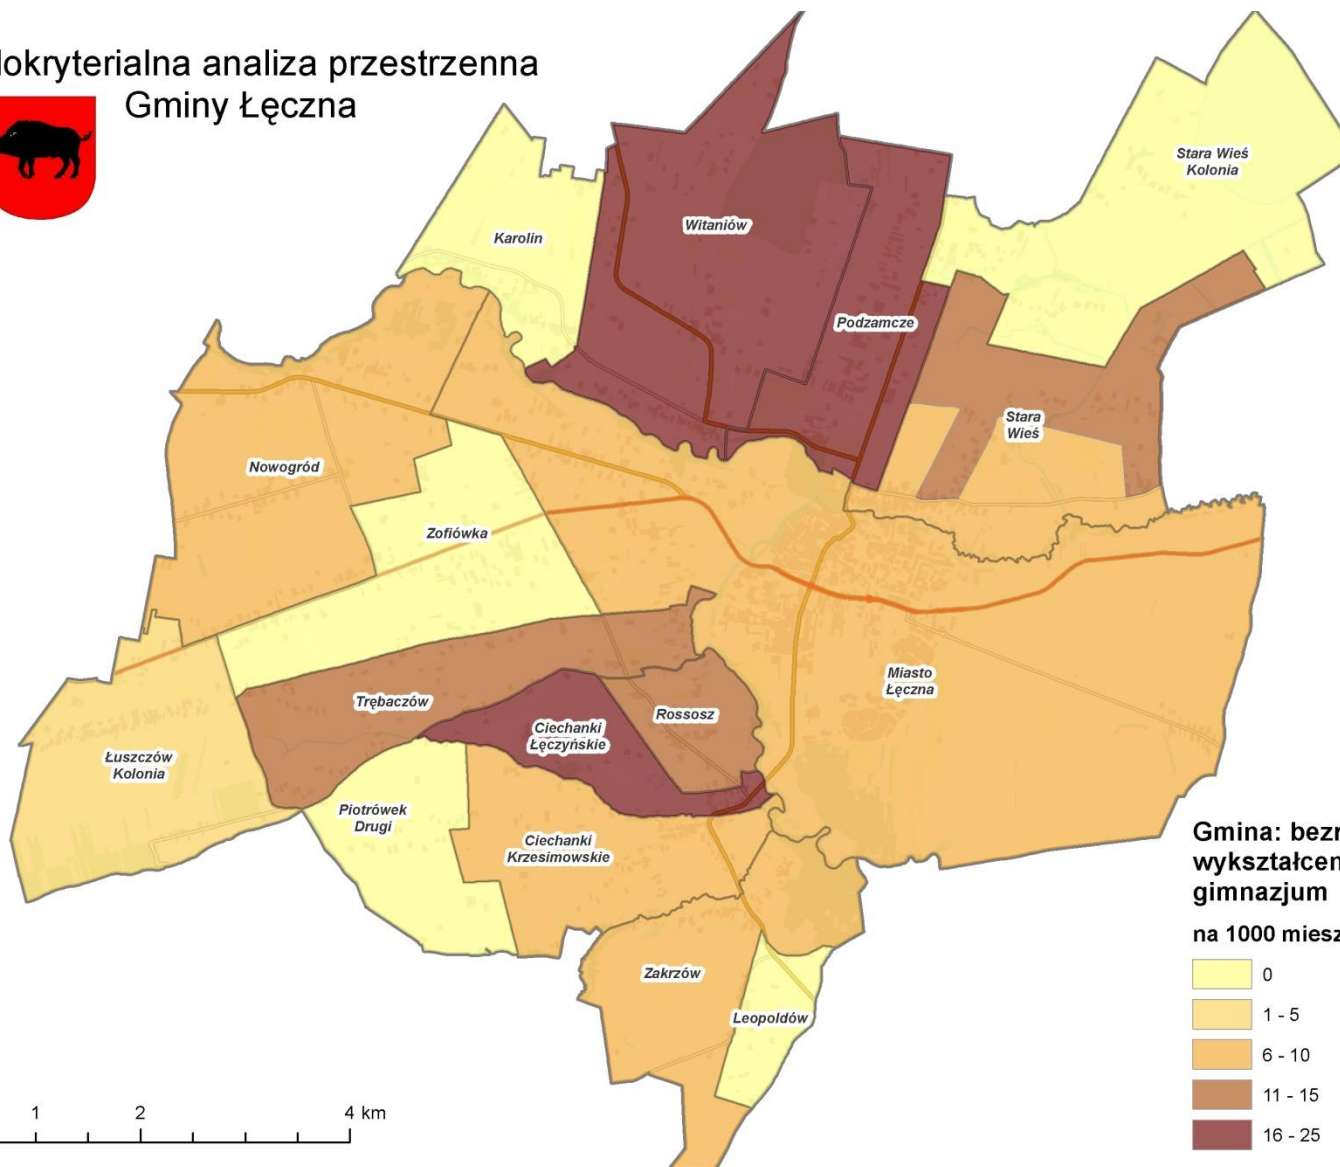 lokryterialna analiza przestrzenna
Gminy Łęczna
Stara Wieś
Kolonia
Witaniów
Karolin
Podzamcze
Stara
Wieś
Nowogród
Zofiówka
Miasto
Łęczna
Trębaczów
Rossosz
Ciechanki
Łęczyńskie
Łuszczów
Kolonia
Piotrówek
Drugi
Ciechanki
Krzesimowskie
Zakrzów
Leopoldów
Gmina: bezr
wykształcen
gimnazjum
na 1000 miesz
0
1 - 5
6 - 10
11 - 15
16 - 25
1 2 4 km